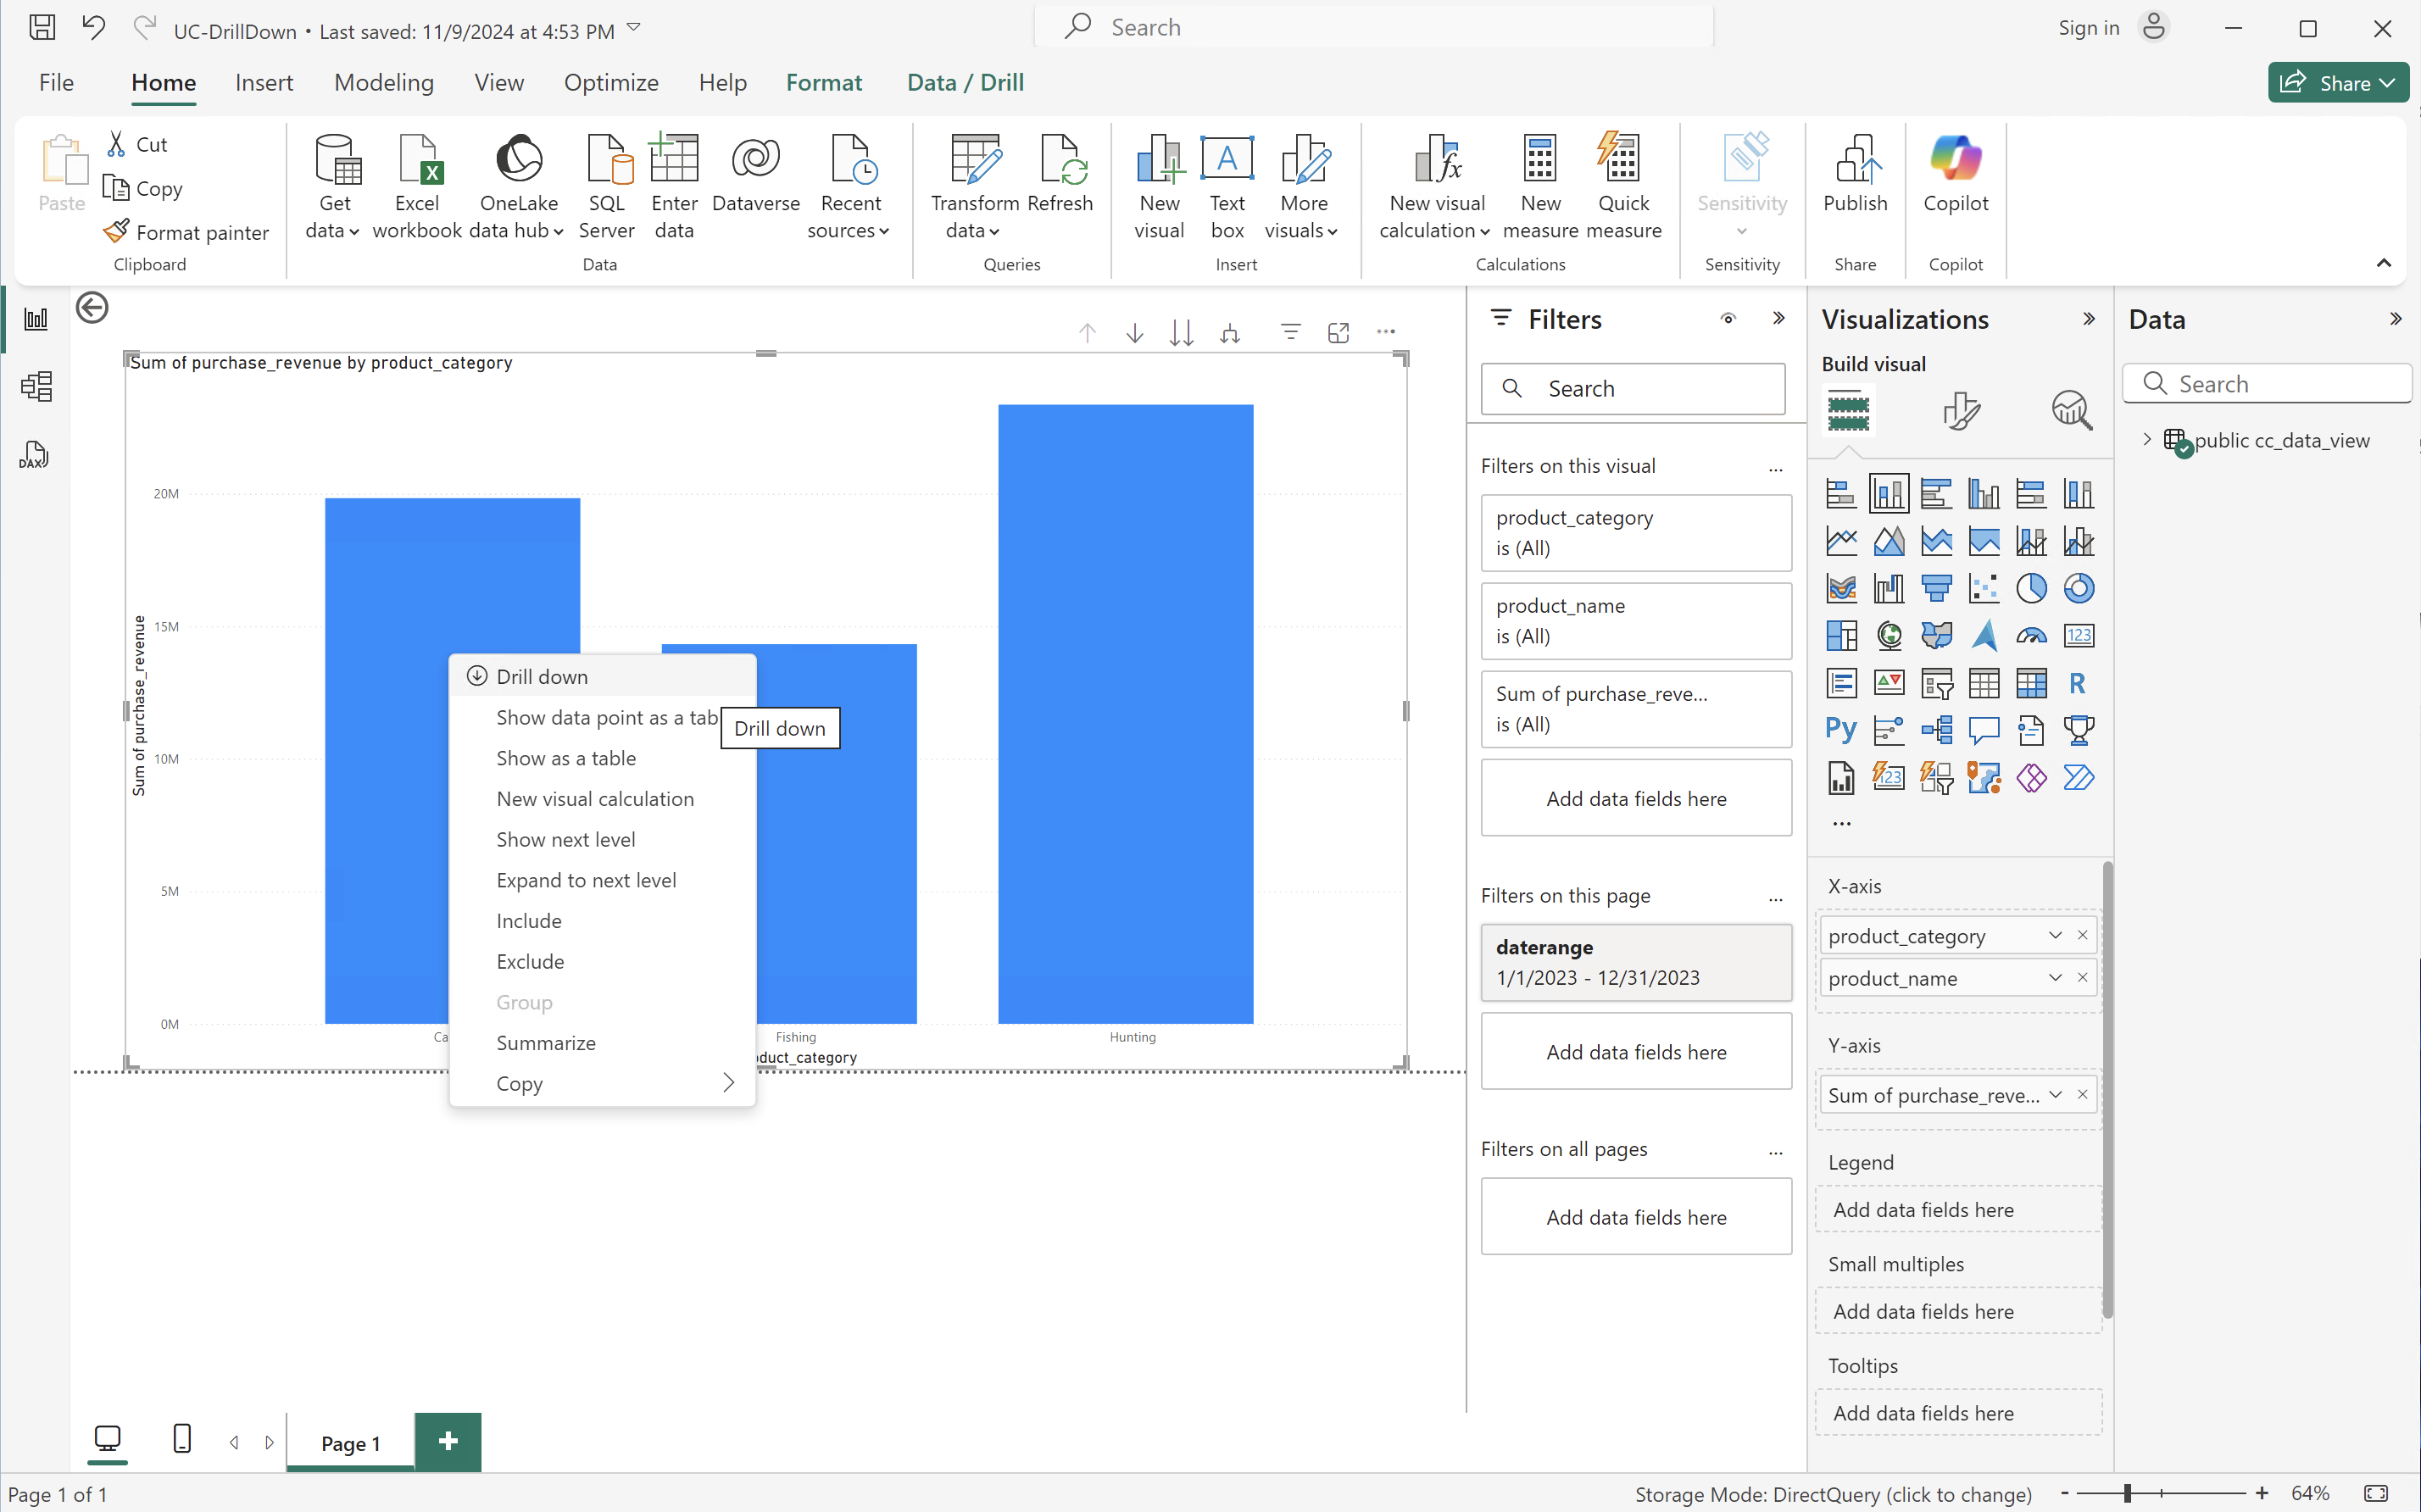 UC-DrillDown • Last saved: 11/9/2024 at 4:53 PM
Search
Sign in
File
Home
Insert
Modeling
View
Optimize
Help
Format
Data / Drill
Share
Paste
Cut
Copy
Format painter
Clipboard
Get data
Excel workbook
OneLake data hub
SQL Server
Enter data
Dataverse
Recent sources
Data
Transform data
Refresh
Queries
New visual
Text box
More visuals
Insert
New visual calculation
New measure
Quick measure
Calculations
Sensitivity
Sensitivity
Publish
Share
Copilot
Copilot
DAX
Sum of purchase_revenue by product_category
Sum of purchase_revenue
20M
15M
10M
5M
0M
Ca
Fishing
Hunting
duct_category
Drill down
Show data point as a tab
Drill down
Show as a table
New visual calculation
Show next level
Expand to next level
Include
Exclude
Group
Summarize
Copy
Filters
Search
Filters on this visual
product_category
is (All)
product_name
is (All)
Sum of purchase_reve...
is (All)
Add data fields here
Filters on this page
daterange
1/1/2023 - 12/31/2023
Add data fields here
Filters on all pages
Add data fields here
Visualizations
Build visual
123
R
Py
123
X-axis
product_category
product_name
Y-axis
Sum of purchase_reve...
Legend
Add data fields here
Small multiples
Add data fields here
Tooltips
Add data fields here
Data
Search
public cc_data_view
Page 1
Page 1 of 1
Storage Mode: DirectQuery (click to change)
64%